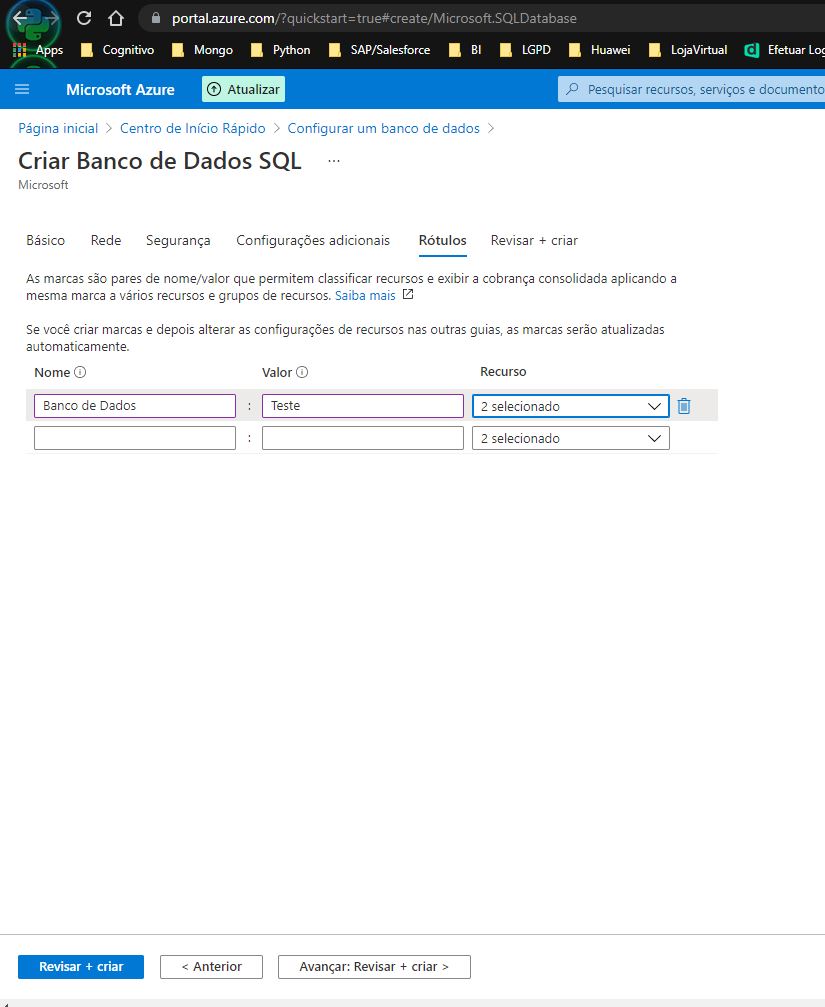 portal.azure.com/?quickstart=true#create/Microsoft.SQLDatabase
Apps Cognitivo Mongo Python SAP/Salesforce BI LGPD Huawei LojaVirtual Efetuar Log
Microsoft Azure Atualizar Pesquisar recursos, serviços e documento
Página inicial > Centro de Início Rápido > Configurar um banco de dados >
Criar Banco de Dados SQL ...
Microsoft
Básico Rede Segurança Configurações adicionais Rótulos Revisar + criar
As marcas são pares de nome/valor que permitem classificar recursos e exibir a cobrança consolidada aplicando a
mesma marca a vários recursos e grupos de recursos. Saiba mais
Se você criar marcas e depois alterar as configurações de recursos nas outras guias, as marcas serão atualizadas
automaticamente.
Nome Valor Recurso
Banco de Dados : Teste 2 selecionado
: 2 selecionado
Revisar + criar < Anterior Avançar: Revisar + criar >